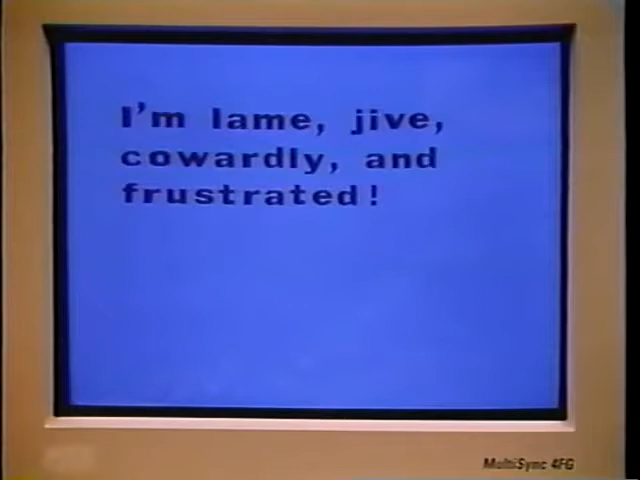 I'm lame, jive,
cowardly, and
frustrated!
MultiSync 4FG